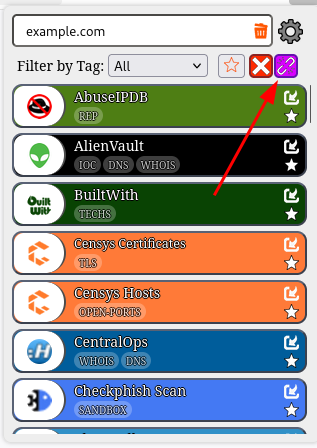 example.com
Filter by Tag: All
AbuseIPDB
REP
AlienVault
IOC DNS WHOIS
Built
With
BuiltWith
TECHS
Censys Certificates
TLS
Censys Hosts
OPEN-PORTS
CentralOps
WHOIS DNS
Checkphish Scan
SANDBOX